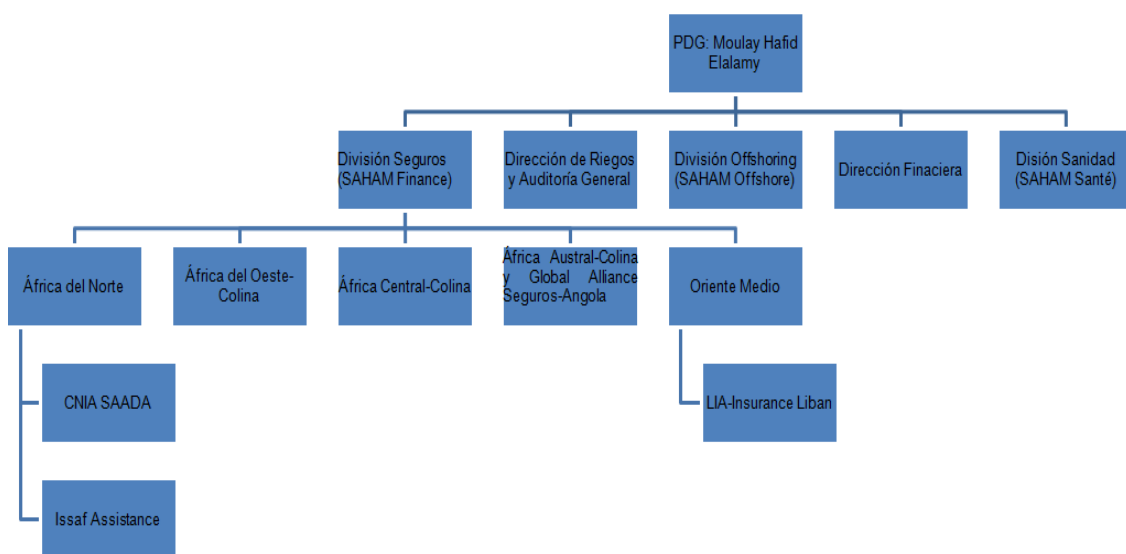 PDG: Moulay Hafid
Elalamy
División Seguros
(SAHAM Finance)
Dirección de Riegos
y Auditoría General
División Offshoring
(SAHAM Offshore)
Dirección Finaciera
Disión Sanidad
(SAHAM Santé)
África del Norte
África del Oeste-
Colina
África Central-Colina
África Austral-Colina
y Global Alliance
Seguros-Angola
Oriente Medio
CNIA SAADA
LIA-Insurance Liban
Issaf Assistance